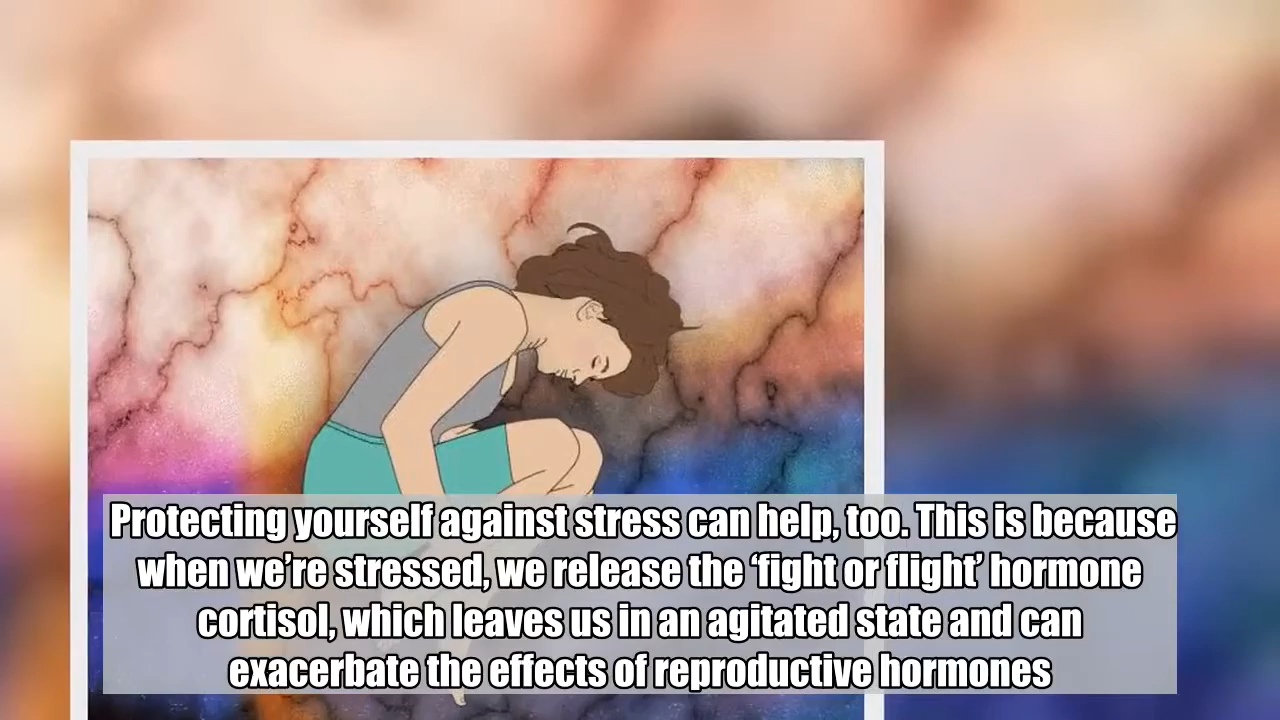 Protecting yourself against stress can help, too. This is because
when we’re stressed, we release the ‘fight or flight’ hormone
cortisol, which leaves us in an agitated state and can
exacerbate the effects of reproductive hormones